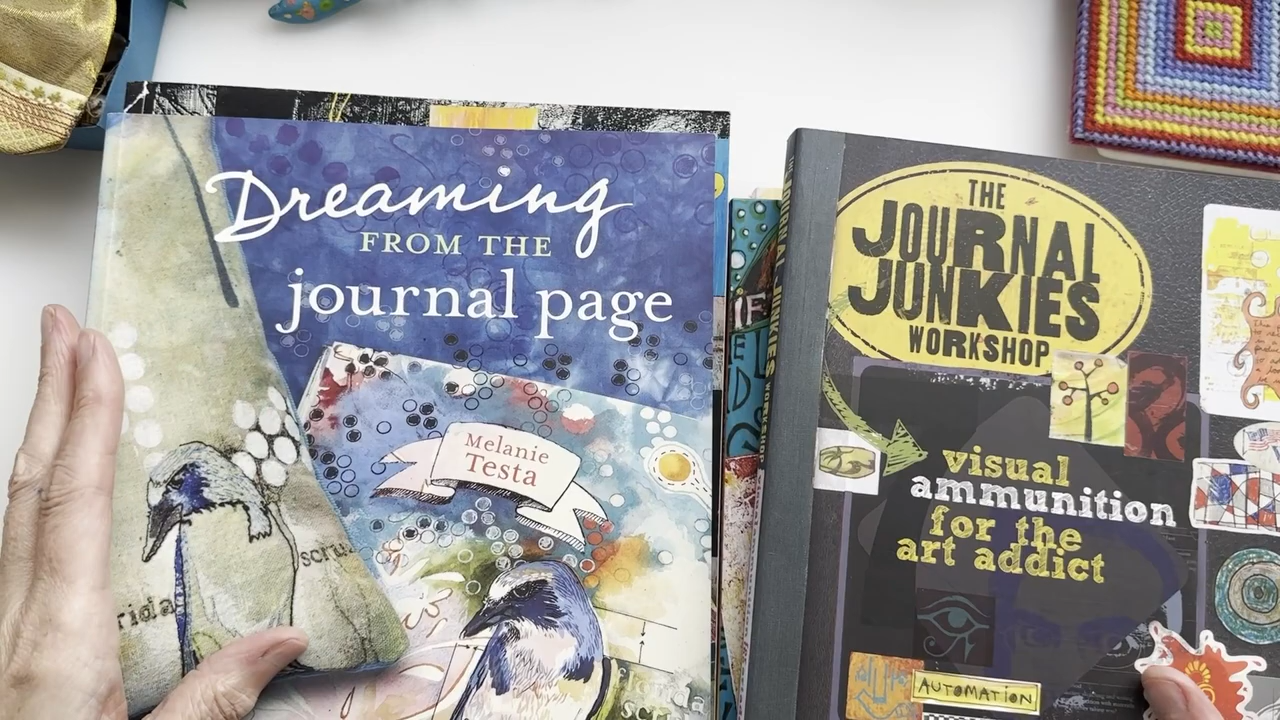 Dreaming
FROM THE
journal page
Melanie
Testa
THE
JOURNAL
JUNKIES
WORKSHOP
visual
ammunition
for the
art addict
AUTOMATION